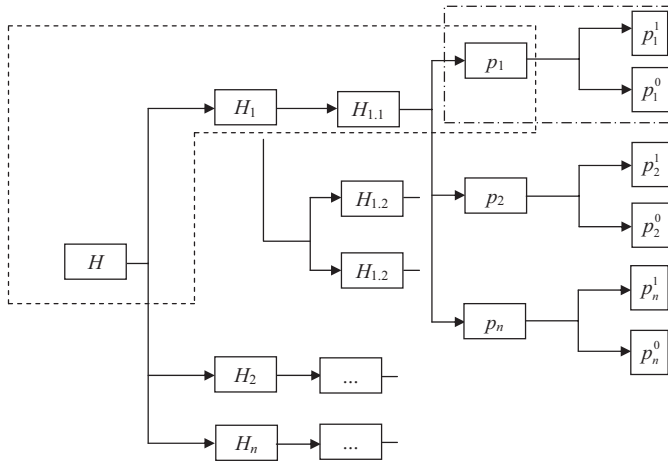 p₁¹
p₁
p₁⁰
H₁
H₁.₁
p₂¹
H₁.₂
p₂
p₂⁰
H
H₁.₂
pₙ¹
pₙ
pₙ⁰
H₂
...
Hₙ
...